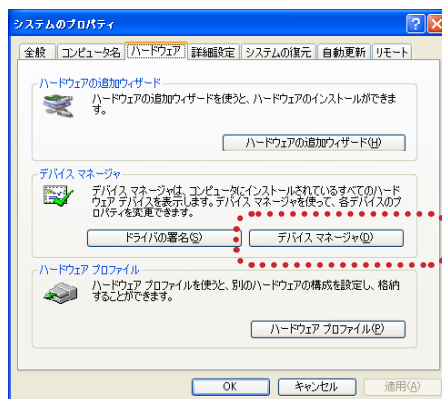 システムのプロパティ
全般 コンピュータ名 ハードウェア 詳細設定 システムの復元 自動更新 リモート
ハードウェアの追加ウィザード
ハードウェアの追加ウィザードを使うと、ハードウェアのインストールができま
す。
ハードウェアの追加ウィザード(H)
デバイス マネージャ
デバイス マネージャは、コンピュータにインストールされているすべてのハード
ウェア デバイスを表示します。デバイス マネージャを使って、各デバイスのプ
ロパティを変更できます。
ドライバの署名(S) デバイス マネージャ(D)
ハードウェア プロファイル
ハードウェア プロファイルを使うと、別のハードウェアの構成を設定し、格納
することができます。
ハードウェア プロファイル(P)
OK キャンセル 適用(A)